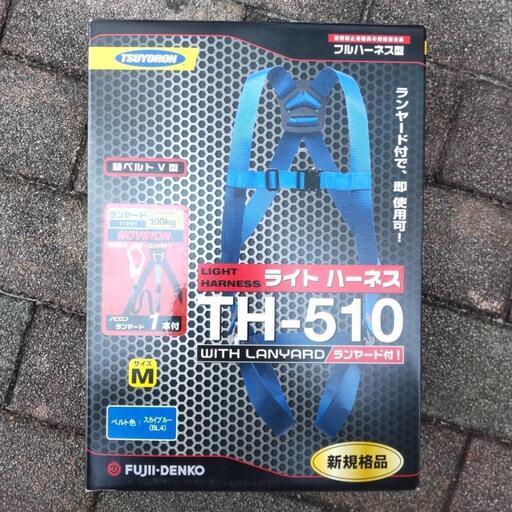 TSUYORON
墜落制止用器具の規格適合品
フルハーネス型
ランヤード付で、即 使用可!
腿ベルト V 型
ランヤード
TYPE1
100kg!
NOVIRON
ノビロン
ランヤード 1本付
LIGHT
HARNESS
ライト ハーネス
TH-510
WITH LANYARD
ランヤード付!
サイズ
M
ベルト色:スカイブルー
(BL4)
FUJII-DENKO
新規格品